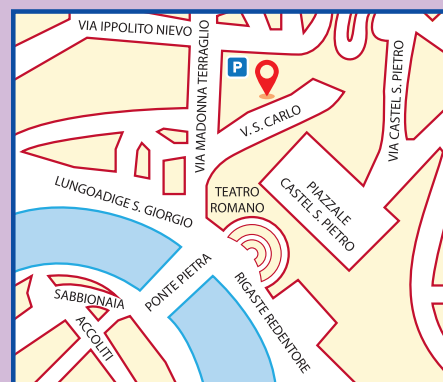 VIA IPPOLITO NIEVO
VIA MADONNA TERRAGLIO
P
VIA CASTEL S. PIETRO
V. S. CARLO
LUNGOADIGE S. GIORGIO
TEATRO
ROMANO
PIAZZALE
CASTEL S. PIETRO
SABBIONAIA
ACCOLITI
PONTE PIETRA
RIGASTE REDENTORE